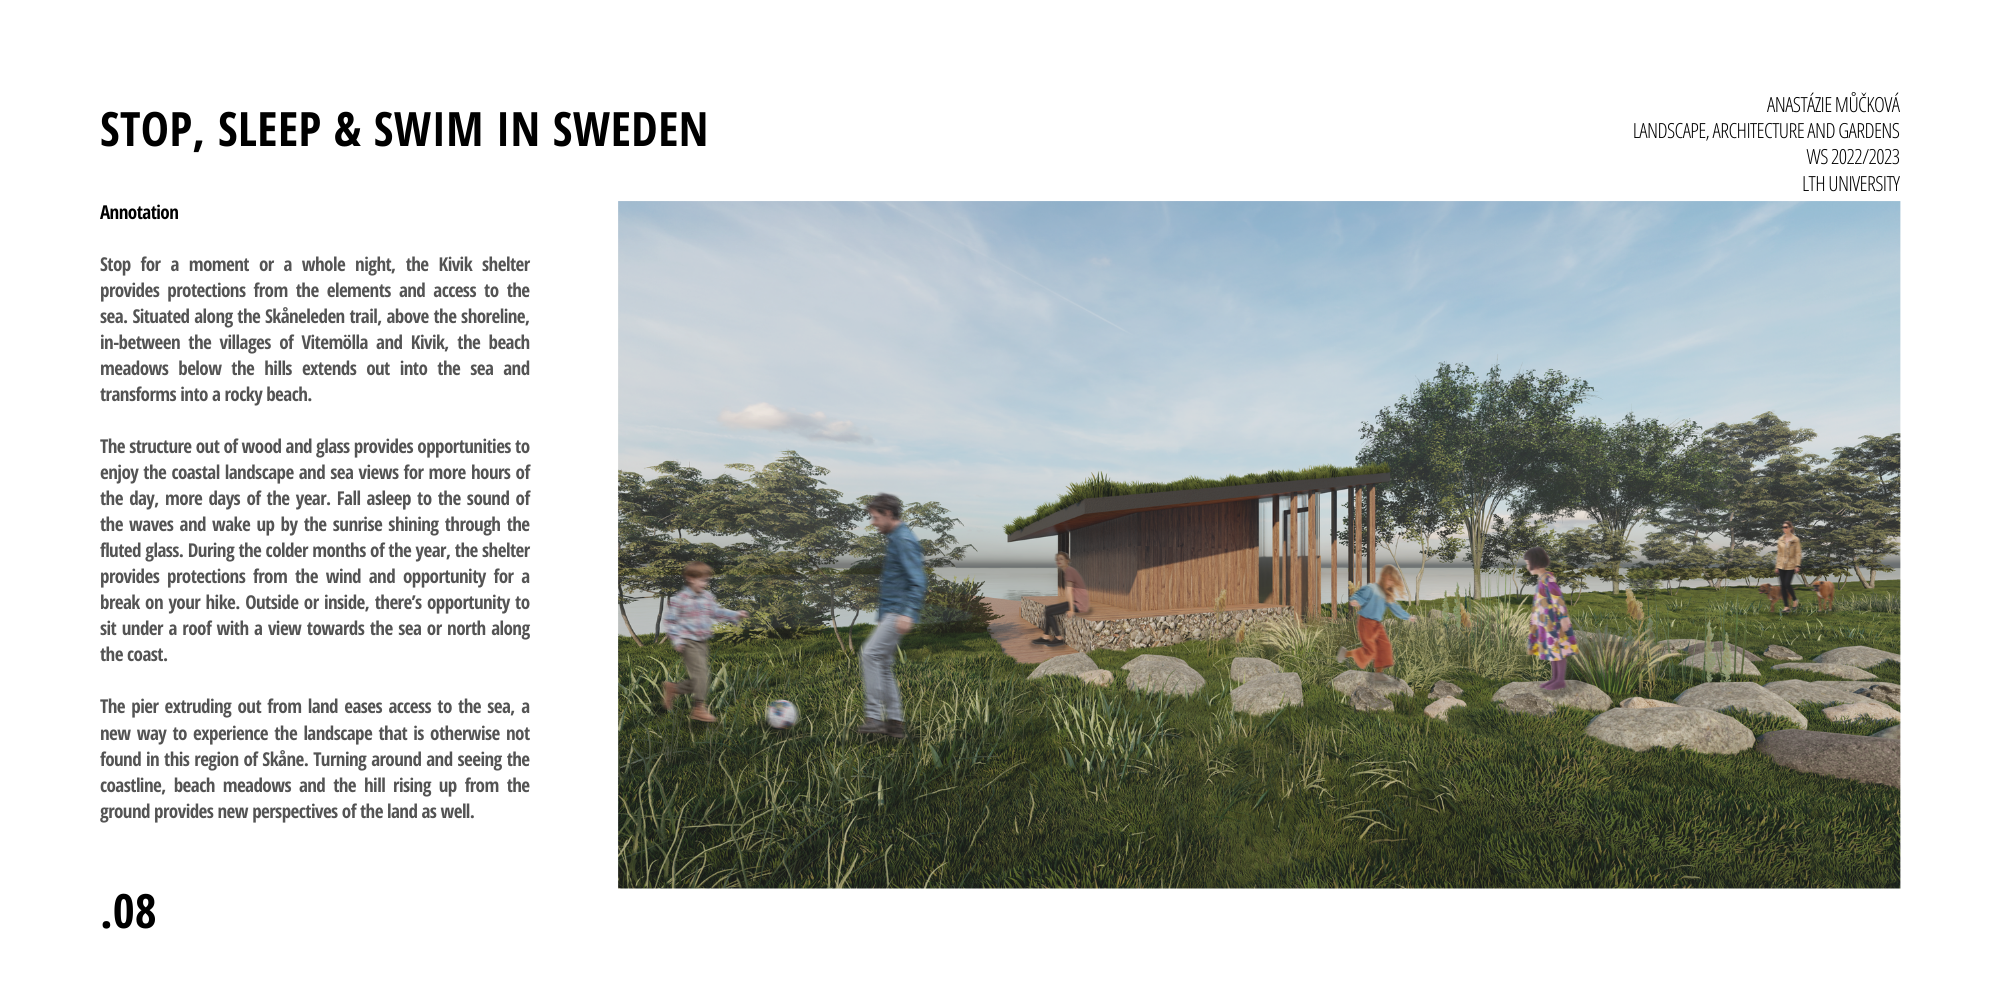 STOP, SLEEP & SWIM IN SWEDEN
ANASTÁZIE MŮČKOVÁ
LANDSCAPE, ARCHITECTURE AND GARDENS
WS 2022/2023
LTH UNIVERSITY
Annotation
Stop for a moment or a whole night, the Kivik shelter
provides protections from the elements and access to the
sea. Situated along the Skåneleden trail, above the shoreline,
in-between the villages of Vitemölla and Kivik, the beach
meadows below the hills extends out into the sea and
transforms into a rocky beach.
The structure out of wood and glass provides opportunities to
enjoy the coastal landscape and sea views for more hours of
the day, more days of the year. Fall asleep to the sound of
the waves and wake up by the sunrise shining through the
fluted glass. During the colder months of the year, the shelter
provides protections from the wind and opportunity for a
break on your hike. Outside or inside, there's opportunity to
sit under a roof with a view towards the sea or north along
the coast.
The pier extruding out from land eases access to the sea, a
new way to experience the landscape that is otherwise not
found in this region of Skåne. Turning around and seeing the
coastline, beach meadows and the hill rising up from the
ground provides new perspectives of the land as well.
.08